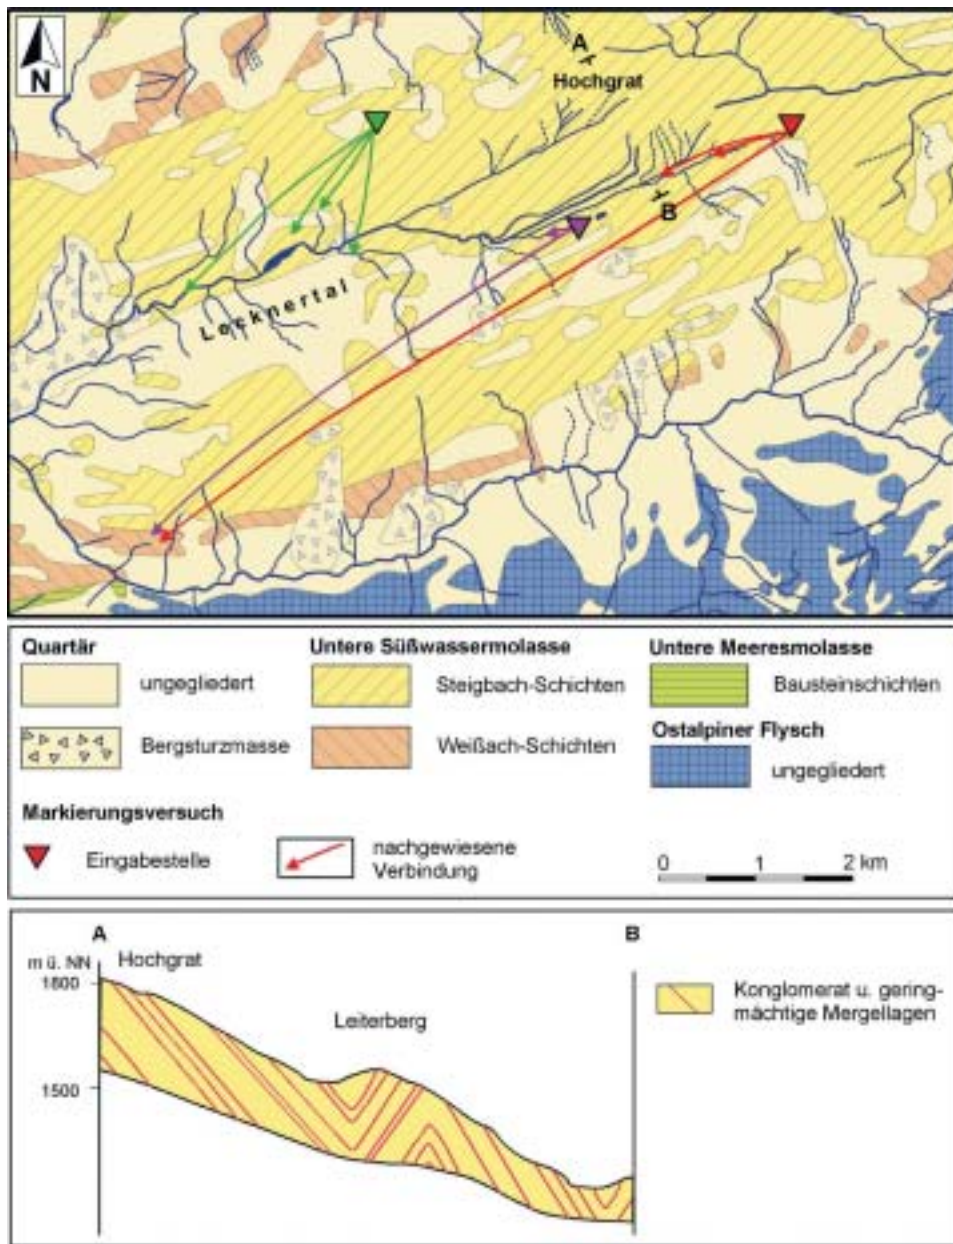 N
A
Hochgrat
B
Lecknertal
Quartär
ungegliedert
Bergsturzmasse
Untere Süßwassermolasse
Steigbach-Schichten
Weißach-Schichten
Untere Meeresmolasse
Bausteinschichten
Ostalpiner Flysch
ungegliedert
Markierungsversuch
Eingabestelle
nachgewiesene
Verbindung
0 1 2 km
A
B
m ü. NN
Hochgrat
1800
Leiterberg
1500
Konglomerat u. gering-
mächtige Mergellagen